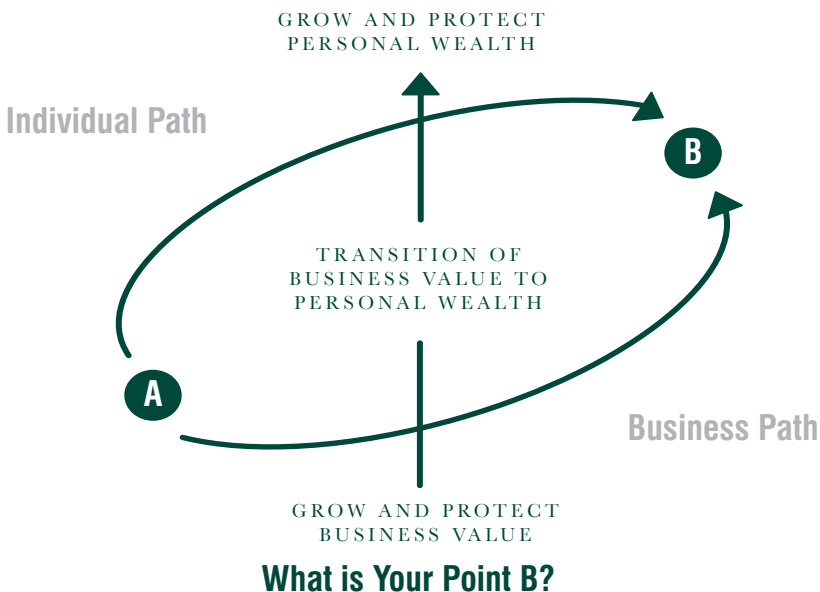 GROW AND PROTECT
PERSONAL WEALTH
Individual Path
B
TRANSITION OF
BUSINESS VALUE TO
PERSONAL WEALTH
A
Business Path
GROW AND PROTECT
BUSINESS VALUE
What is Your Point B?